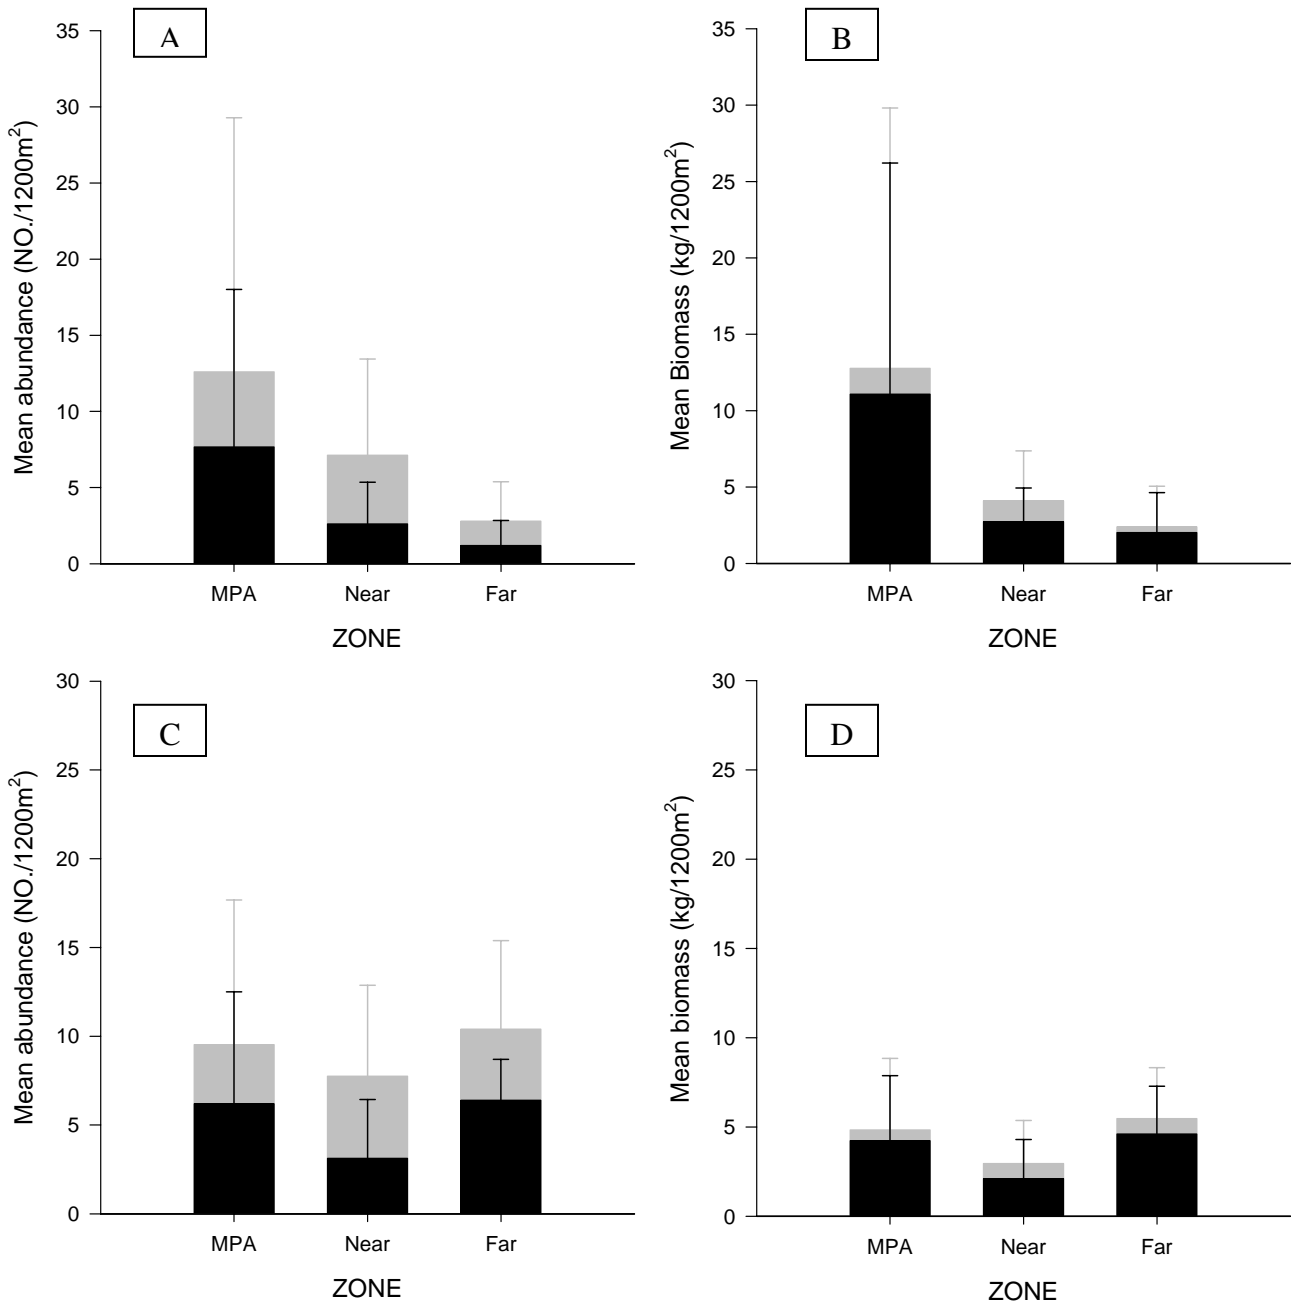 A
Mean abundance (NO./1200m²)
35
30
25
20
15
10
5
0
MPA Near Far
ZONE
B
Mean Biomass (kg/1200m²)
35
30
25
20
15
10
5
0
MPA Near Far
ZONE
C
Mean abundance (NO./1200m²)
30
25
20
15
10
5
0
MPA Near Far
ZONE
D
Mean biomass (kg/1200m²)
30
25
20
15
10
5
0
MPA Near Far
ZONE